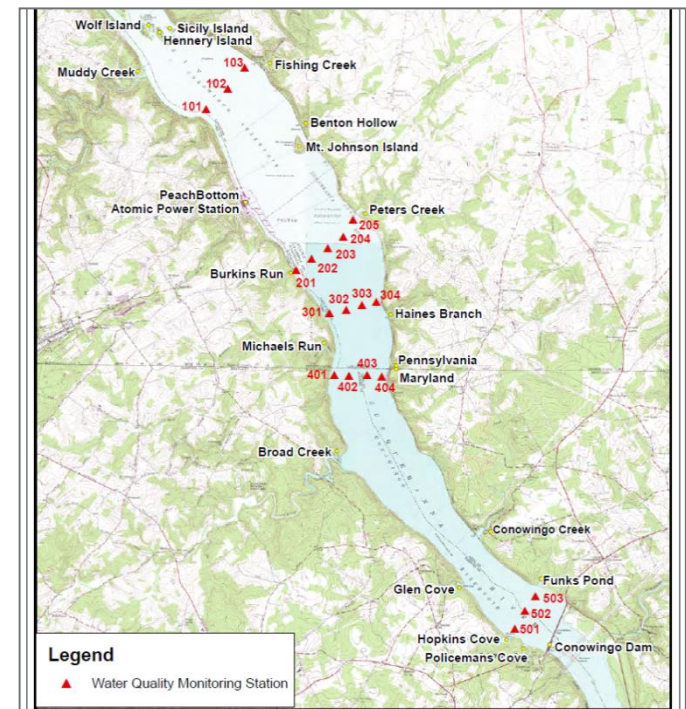 Wolf Island
Sicily Island
Hennery Island
103
Fishing Creek
Muddy Creek
102
101
Benton Hollow
Mt. Johnson Island
PeachBottom
Atomic Power Station
Peters Creek
205
204
203
202
Burkins Run
201
303
304
302
301
Haines Branch
Michaels Run
Pennsylvania
403
401
Maryland
402
404
Broad Creek
Conowingo Creek
Funks Pond
Glen Cove
503
502
501
Hopkins Cove
Conowingo Dam
Policemans Cove
Legend
Water Quality Monitoring Station